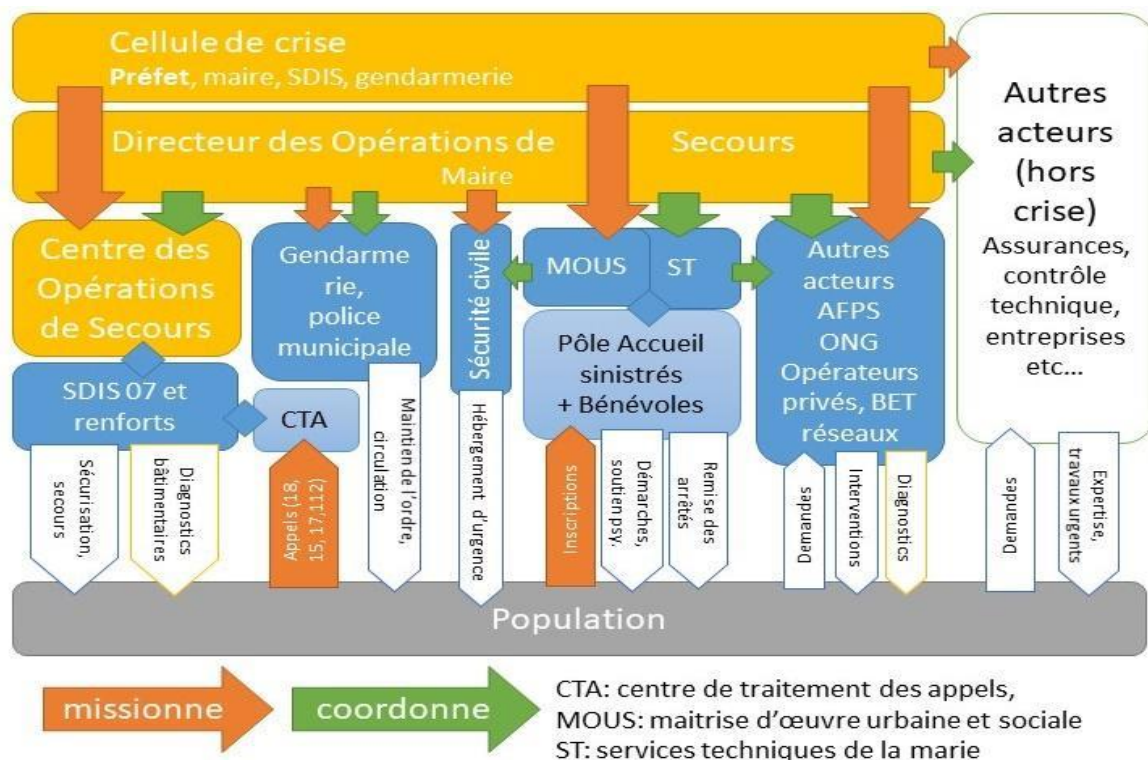 Cellule de crise
Préfet, maire, SDIS, gendarmerie
Directeur des Opérations de Secours
Maire
Autres
acteurs
(hors
crise)
Assurances,
contrôle
technique,
entreprises
etc...
Centre des
Opérations
de Secours
Gendarme
rie,
police
municipale
Sécurité civile
MOUS
ST
Autres
acteurs
AFPS
ONG
Opérateurs
privés, BET
réseaux
Pôle Accueil
sinistrés
+ Bénévoles
SDIS 07 et
renforts
CTA
Sécurisation,
secours
Diagnostics
bâtimentaires
Appels (18,
15, 17,112)
Maintien de l'ordre,
circulation
Hébergement d'urgence
Inscriptions
Démarches,
soutien psy,
Remise des
arrêtés
Demandes
Interventions
Diagnostics
Demandes
Expertise,
travaux urgents
Population
missionne
coordonne
CTA: centre de traitement des appels,
MOUS: maitrise d'œuvre urbaine et sociale
ST: services techniques de la marie